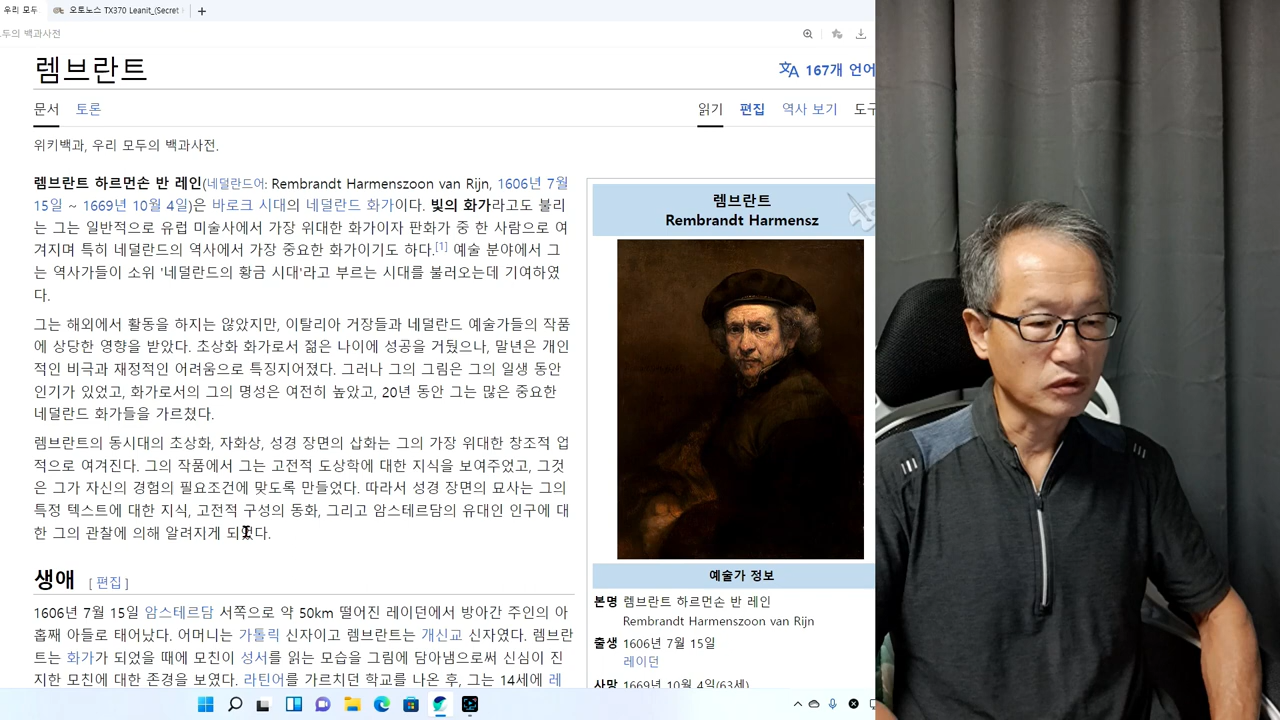 우리 모두
오토노스 TX370 Leanit_(Secret
모두의 백과사전
렘브란트
167개 언어
문서 토론
읽기 편집 역사 보기 도구
위키백과, 우리 모두의 백과사전.
렘브란트 하르먼손 반 레인(네덜란드어: Rembrandt Harmenszoon van Rijn, 1606년 7월
15일 ~ 1669년 10월 4일)은 바로크 시대의 네덜란드 화가이다. 빛의 화가라고도 불리
는 그는 일반적으로 유럽 미술사에서 가장 위대한 화가이자 판화가 중 한 사람으로 여
겨지며 특히 네덜란드의 역사에서 가장 중요한 화가이기도 하다.[1] 예술 분야에서 그
는 역사가들이 소위 '네덜란드의 황금 시대'라고 부르는 시대를 불러오는데 기여하였
다.
그는 해외에서 활동을 하지는 않았지만, 이탈리아 거장들과 네덜란드 예술가들의 작품
에 상당한 영향을 받았다. 초상화 화가로서 젊은 나이에 성공을 거뒀으나, 말년은 개인
적인 비극과 재정적인 어려움으로 특징지어졌다. 그러나 그의 그림은 그의 일생 동안
인기가 있었고, 화가로서의 그의 명성은 여전히 높았고, 20년 동안 그는 많은 중요한
네덜란드 화가들을 가르쳤다.
렘브란트의 동시대의 초상화, 자화상, 성경 장면의 삽화는 그의 가장 위대한 창조적 업
적으로 여겨진다. 그의 작품에서 그는 고전적 도상학에 대한 지식을 보여주었고, 그것
은 그가 자신의 경험의 필요조건에 맞도록 만들었다. 따라서 성경 장면의 묘사는 그의
특정 텍스트에 대한 지식, 고전적 구성의 동화, 그리고 암스테르담의 유대인 인구에 대
한 그의 관찰에 의해 알려지게 되었다.
생애 [ 편집 ]
1606년 7월 15일 암스테르담 서쪽으로 약 50km 떨어진 레이던에서 방아간 주인의 아
홉째 아들로 태어났다. 어머니는 가톨릭 신자이고 렘브란트는 개신교 신자였다. 렘브란
트는 화가가 되었을 때에 모친이 성서를 읽는 모습을 그림에 담아냄으로써 신심이 진
지한 모친에 대한 존경을 보였다. 라틴어를 가르치던 학교를 나온 후, 그는 14세에 레
렘브란트
Rembrandt Harmensz
예술가 정보
본명 렘브란트 하르먼손 반 레인
Rembrandt Harmenszoon van Rijn
출생 1606년 7월 15일
레이던
사망 1669년 10월 4일(63세)